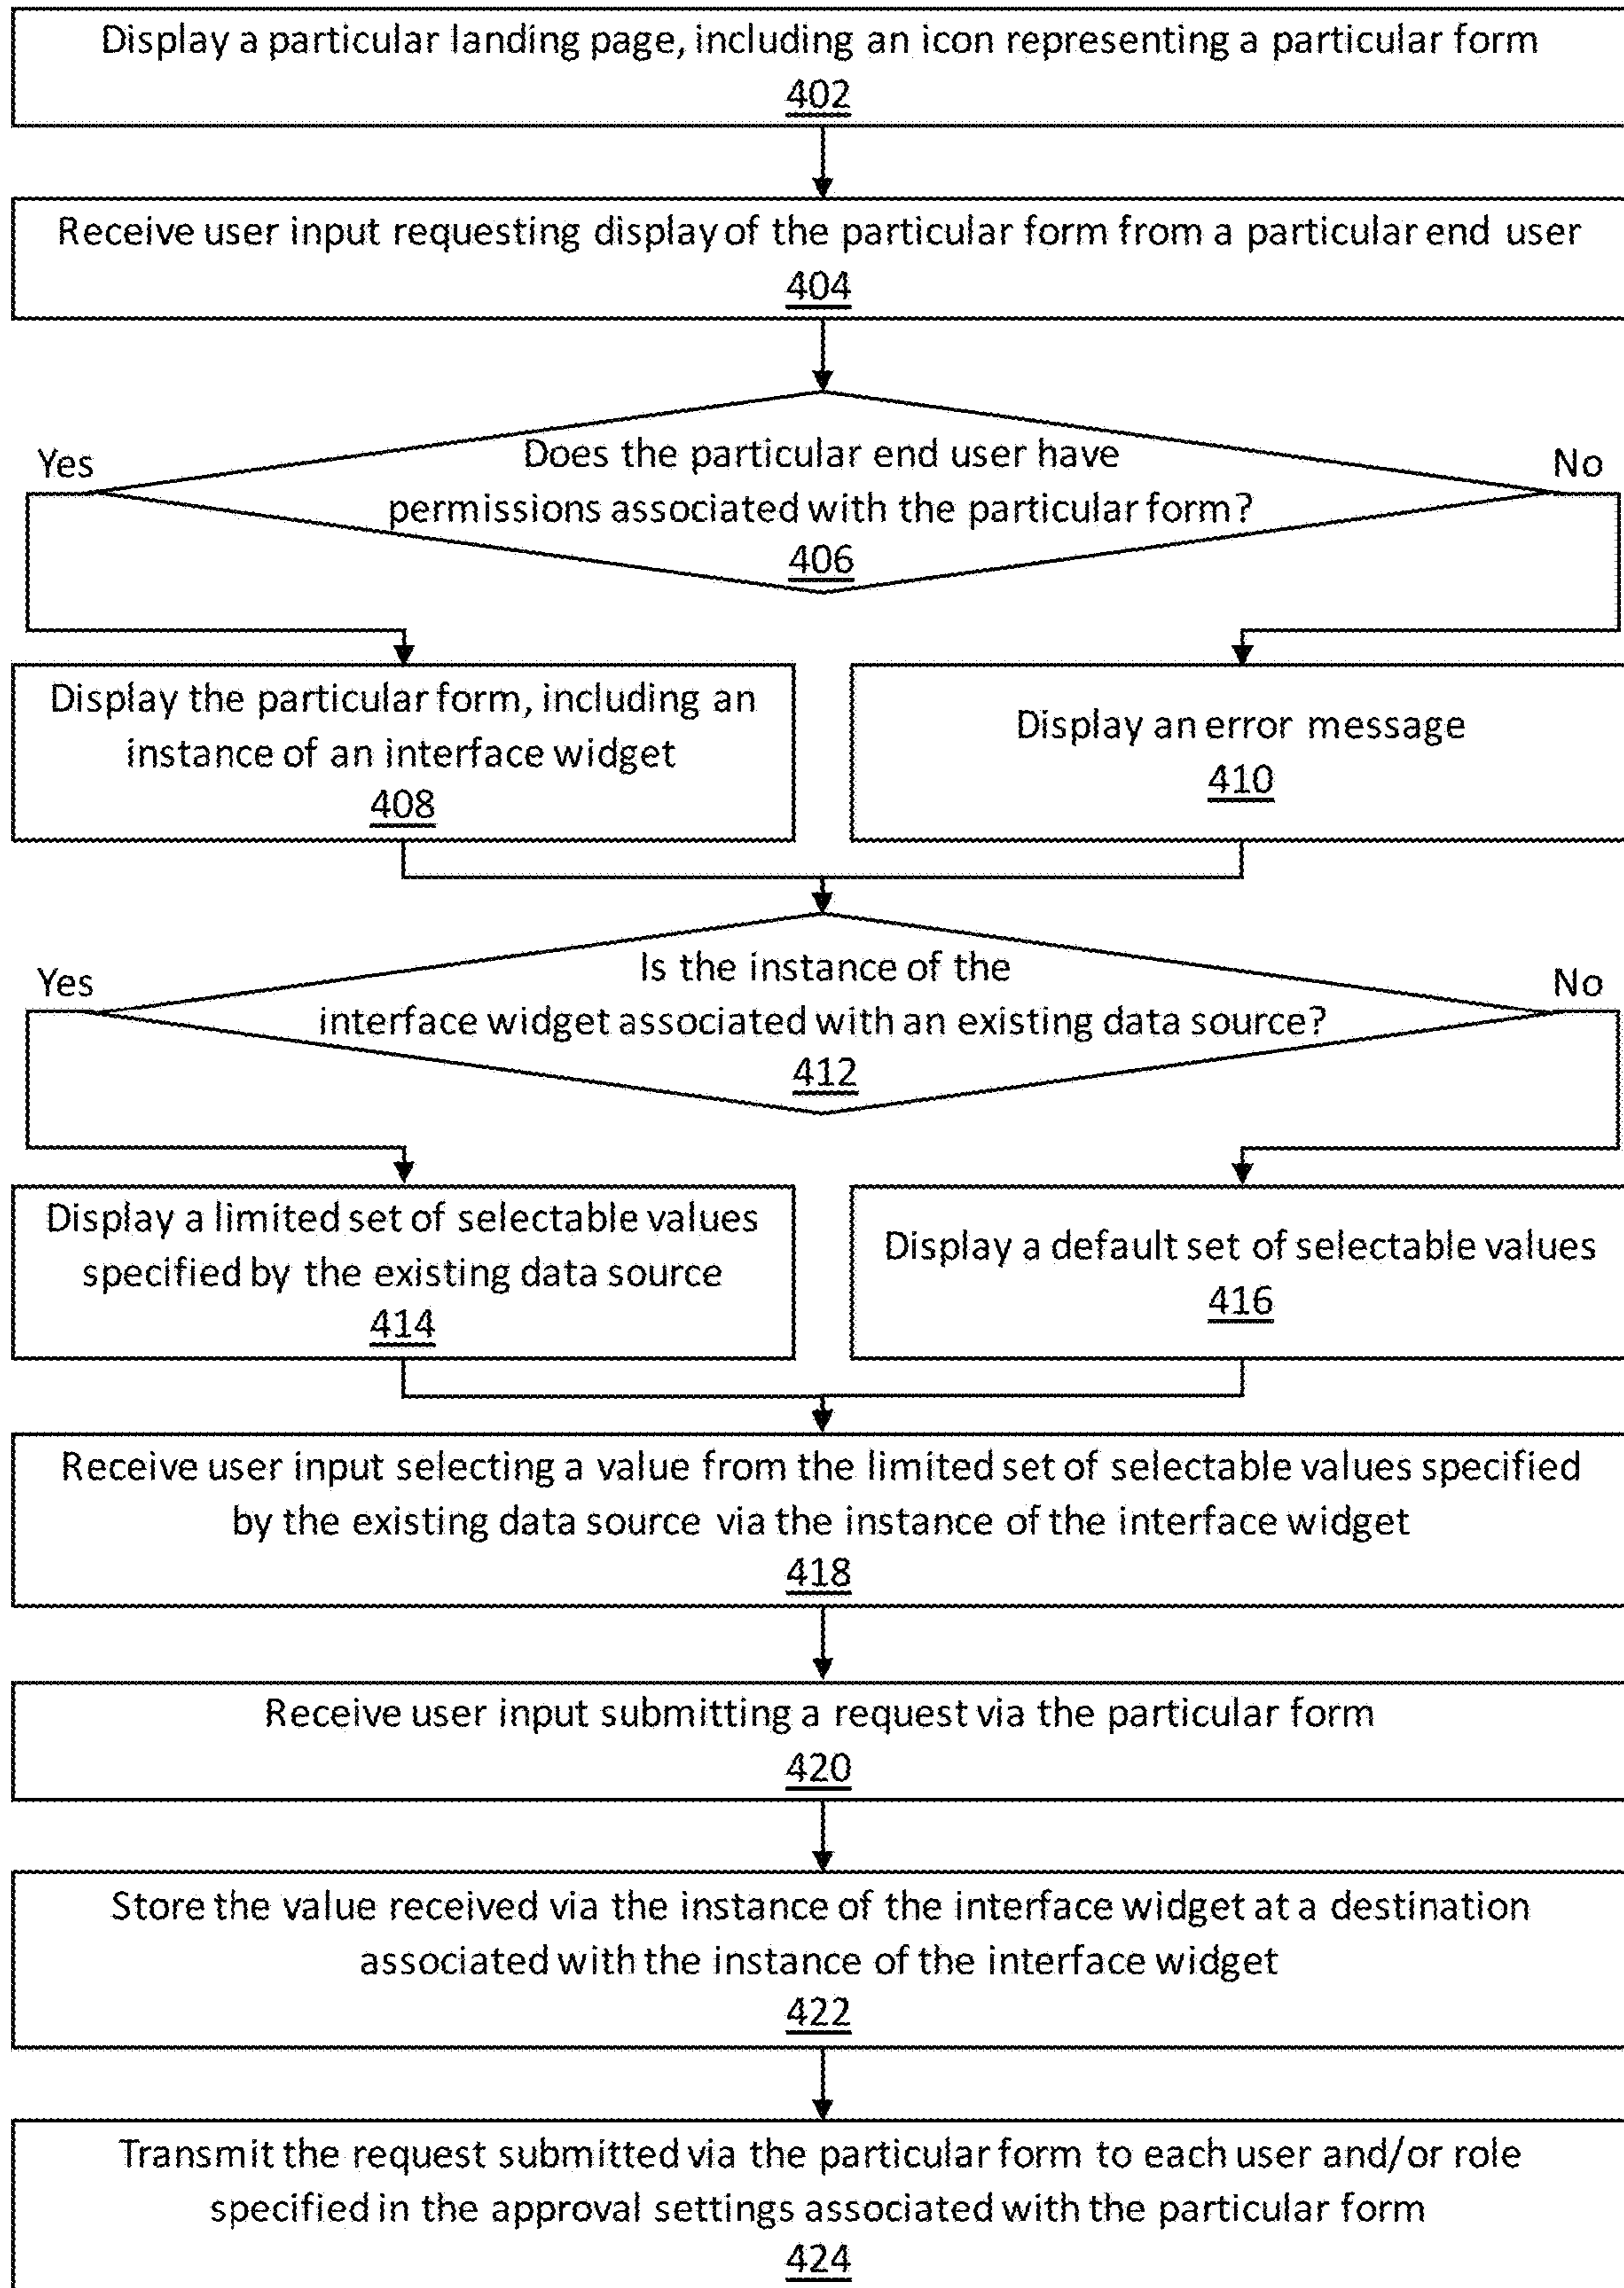 Display a particular landing page, including an icon representing a particular form
402
Receive user input requesting display of the particular form from a particular end user
404
Yes
No
Does the particular end user have
permissions associated with the particular form?
406
Display the particular form, including an
instance of an interface widget
408
Display an error message
410
Yes
No
Is the instance of the
interface widget associated with an existing data source?
412
Display a limited set of selectable values
specified by the existing data source
414
Display a default set of selectable values
416
Receive user input selecting a value from the limited set of selectable values specified
by the existing data source via the instance of the interface widget
418
Receive user input submitting a request via the particular form
420
Store the value received via the instance of the interface widget at a destination
associated with the instance of the interface widget
422
Transmit the request submitted via the particular form to each user and/or role
specified in the approval settings associated with the particular form
424